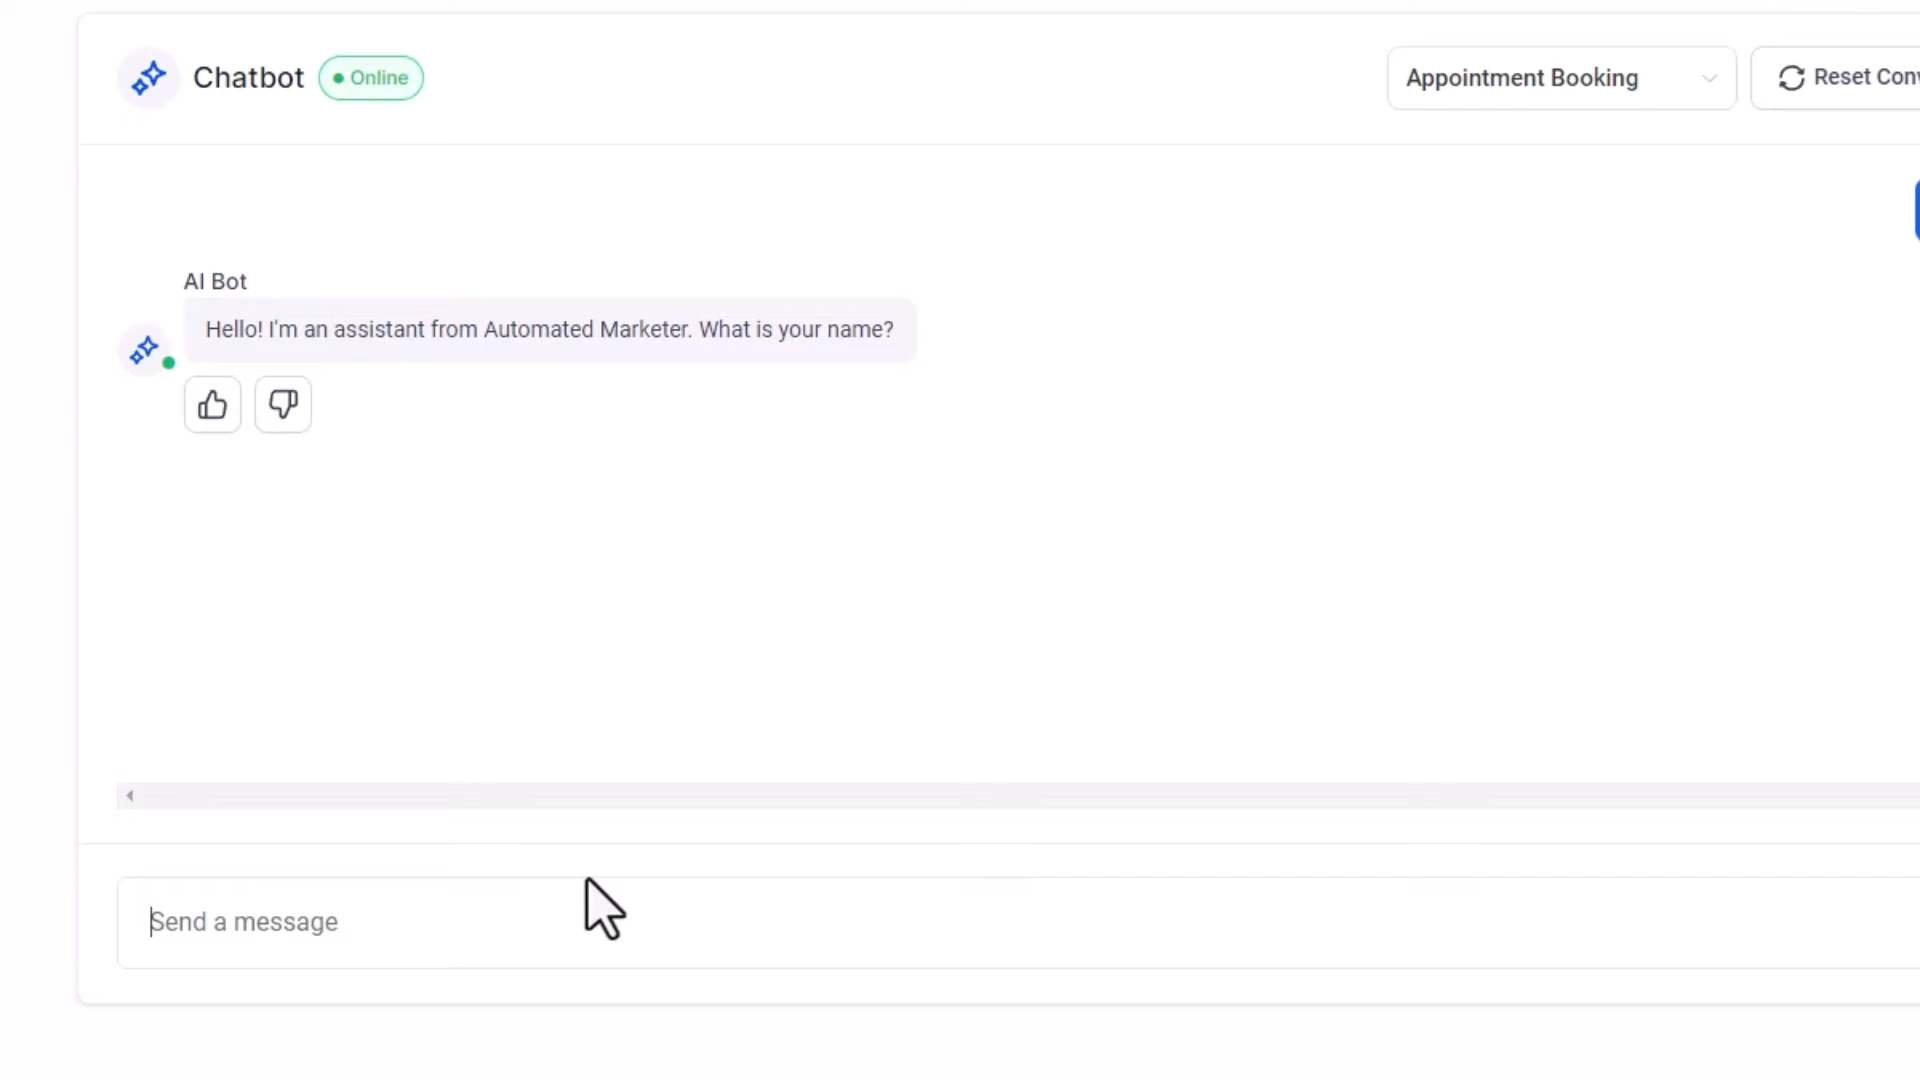 Chatbot
Online
Appointment Booking
Reset Con
AI Bot
Hello! I'm an assistant from Automated Marketer. What is your name?
Send a message